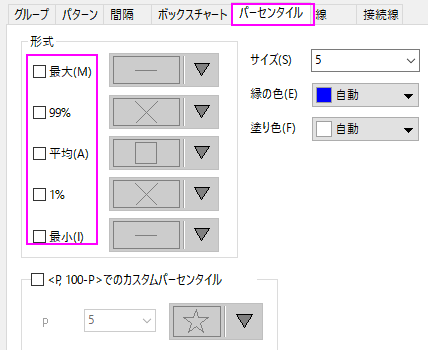 グループ パターン 間隔 ボックスチャート パーセンタイル 線 接続線
形式
最大(M)
99%
平均(A)
1%
最小(I)
サイズ(S) 5
縁の色(E) 自動
塗り色(F) 自動
<P, 100-P>でのカスタムパーセンタイル
p 5